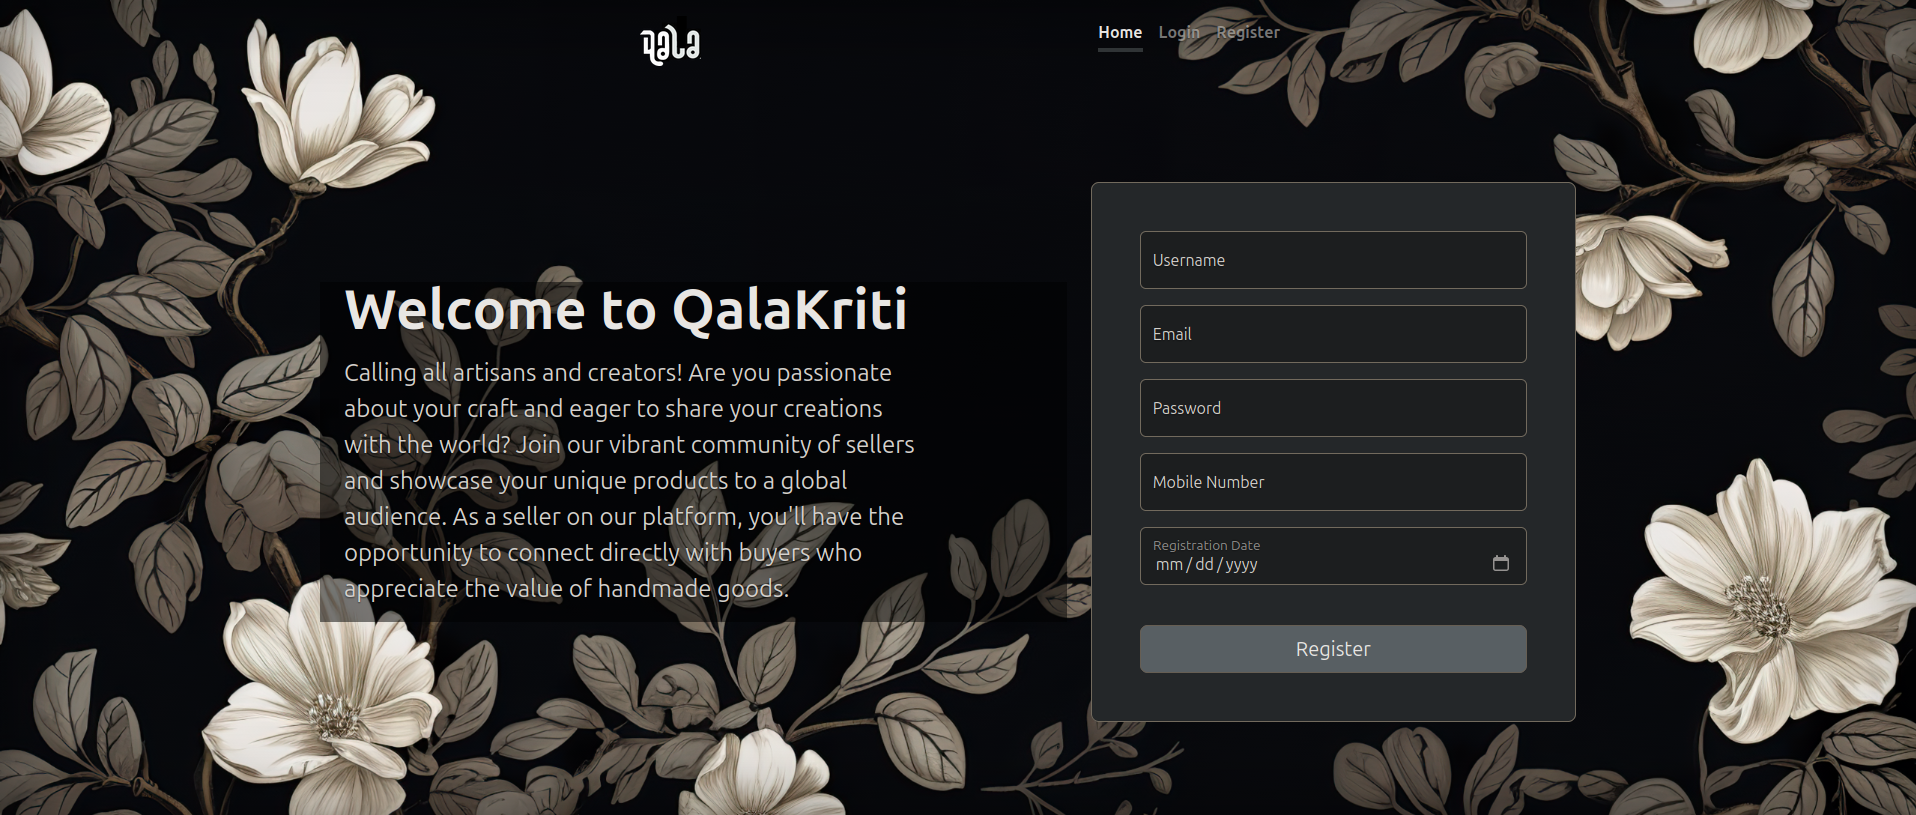 qala
Home Login Register
Welcome to QalaKriti
Calling all artisans and creators! Are you passionate
about your craft and eager to share your creations
with the world? Join our vibrant community of sellers
and showcase your unique products to a global
audience. As a seller on our platform, you'll have the
opportunity to connect directly with buyers who
appreciate the value of handmade goods.
Username
Email
Password
Mobile Number
Registration Date
mm/dd/yyyy
Register